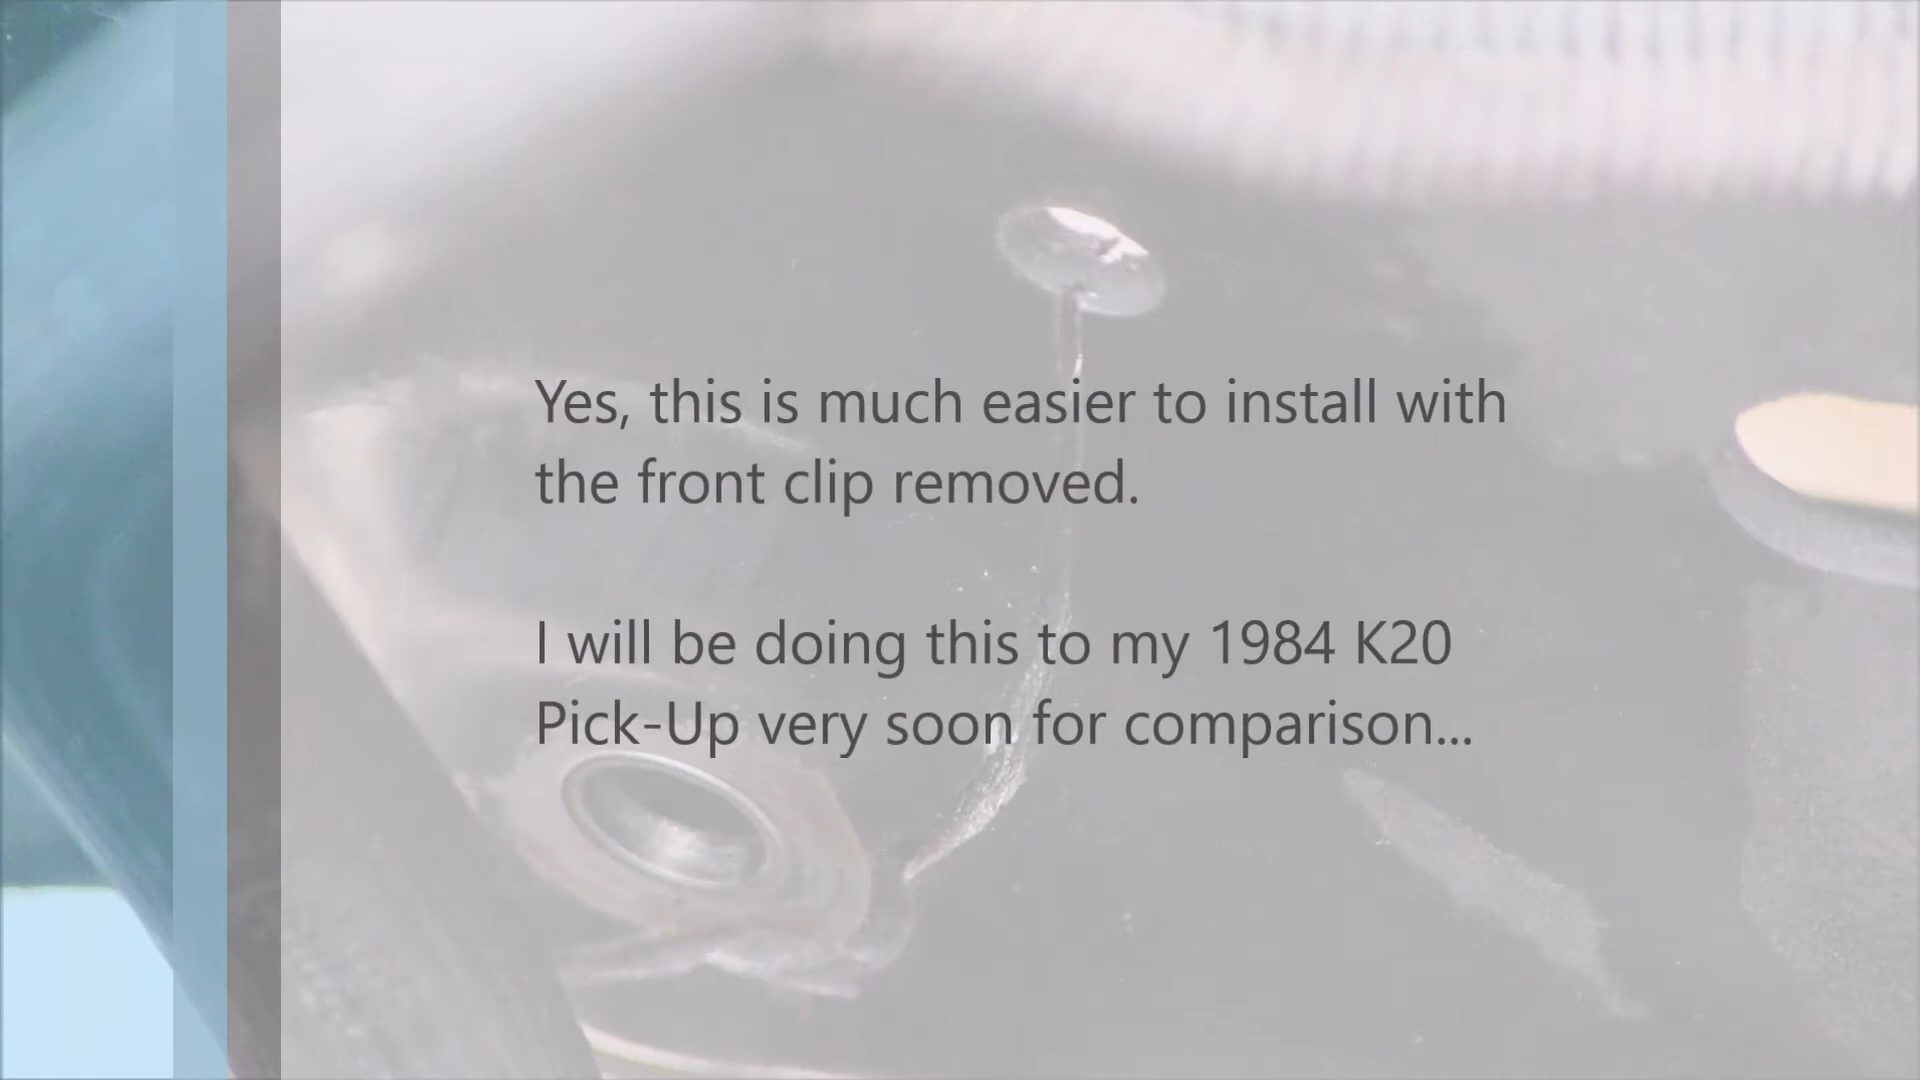 Yes, this is much easier to install with
the front clip removed.
I will be doing this to my 1984 K20
Pick-Up very soon for comparison...